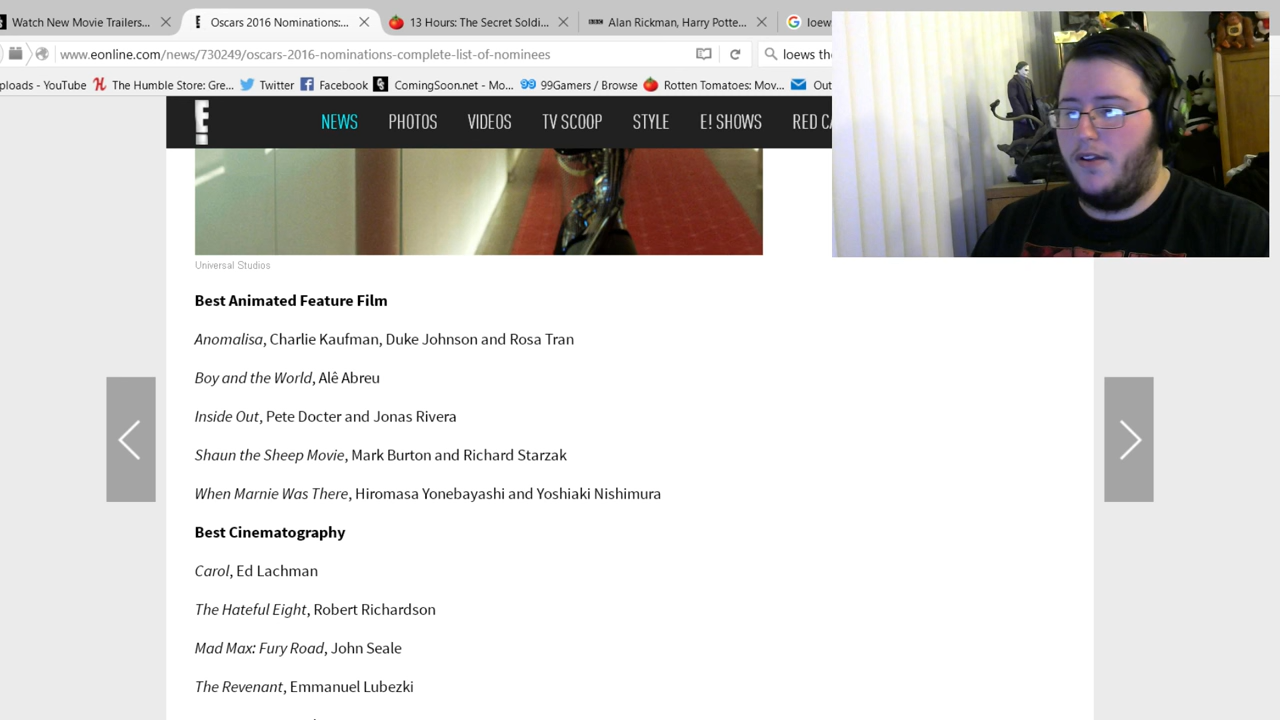 Watch New Movie Trailers...
Oscars 2016 Nominations:...
13 Hours: The Secret Soldi...
Alan Rickman, Harry Potte...
loews
www.eonline.com/news/730249/oscars-2016-nominations-complete-list-of-nominees
loews the
ploads - YouTube
The Humble Store: Gre...
Twitter
Facebook
ComingSoon.net - Mo...
99Gamers / Browse
Rotten Tomatoes: Mov...
Out
E!
NEWS
PHOTOS
VIDEOS
TV SCOOP
STYLE
E! SHOWS
RED CA
Universal Studios
Best Animated Feature Film
Anomalisa, Charlie Kaufman, Duke Johnson and Rosa Tran
Boy and the World, Alê Abreu
Inside Out, Pete Docter and Jonas Rivera
Shaun the Sheep Movie, Mark Burton and Richard Starzak
When Marnie Was There, Hiromasa Yonebayashi and Yoshiaki Nishimura
Best Cinematography
Carol, Ed Lachman
The Hateful Eight, Robert Richardson
Mad Max: Fury Road, John Seale
The Revenant, Emmanuel Lubezki